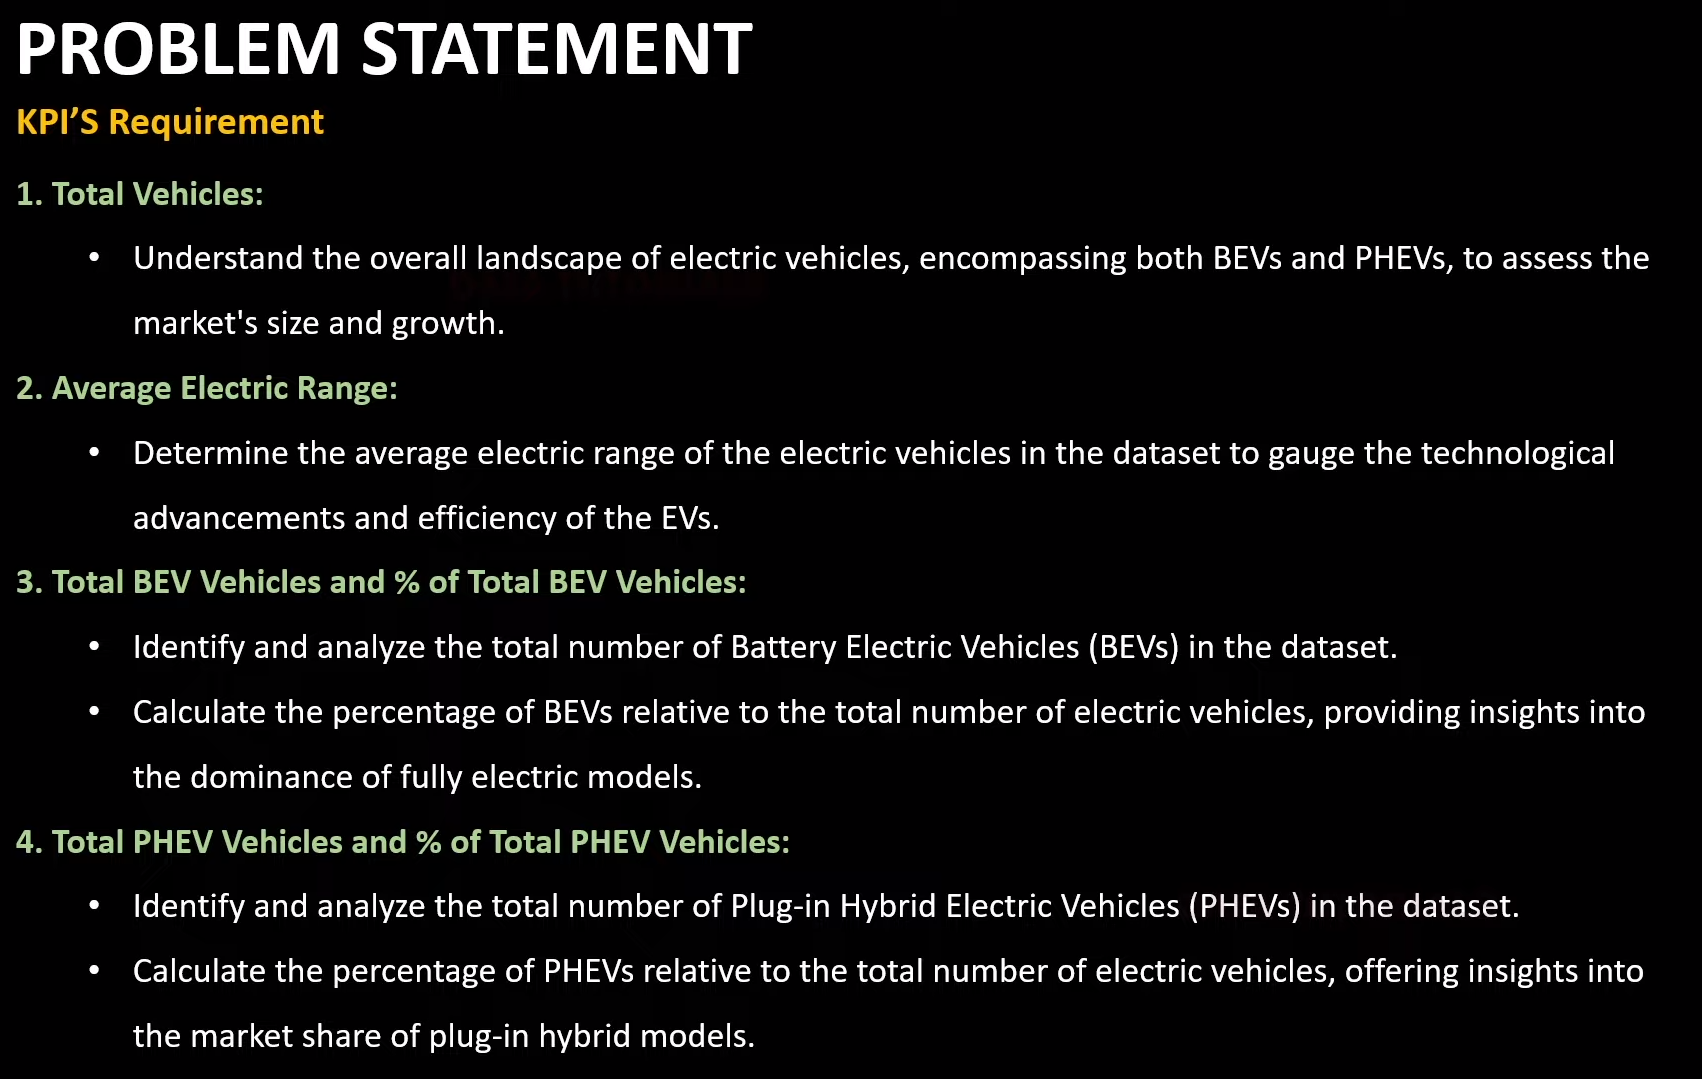 PROBLEM STATEMENT
KPI’S Requirement
1. Total Vehicles:
• Understand the overall landscape of electric vehicles, encompassing both BEVs and PHEVs, to assess the
market's size and growth.
2. Average Electric Range:
• Determine the average electric range of the electric vehicles in the dataset to gauge the technological
advancements and efficiency of the EVs.
3. Total BEV Vehicles and % of Total BEV Vehicles:
• Identify and analyze the total number of Battery Electric Vehicles (BEVs) in the dataset.
• Calculate the percentage of BEVs relative to the total number of electric vehicles, providing insights into
the dominance of fully electric models.
4. Total PHEV Vehicles and % of Total PHEV Vehicles:
• Identify and analyze the total number of Plug-in Hybrid Electric Vehicles (PHEVs) in the dataset.
• Calculate the percentage of PHEVs relative to the total number of electric vehicles, offering insights into
the market share of plug-in hybrid models.